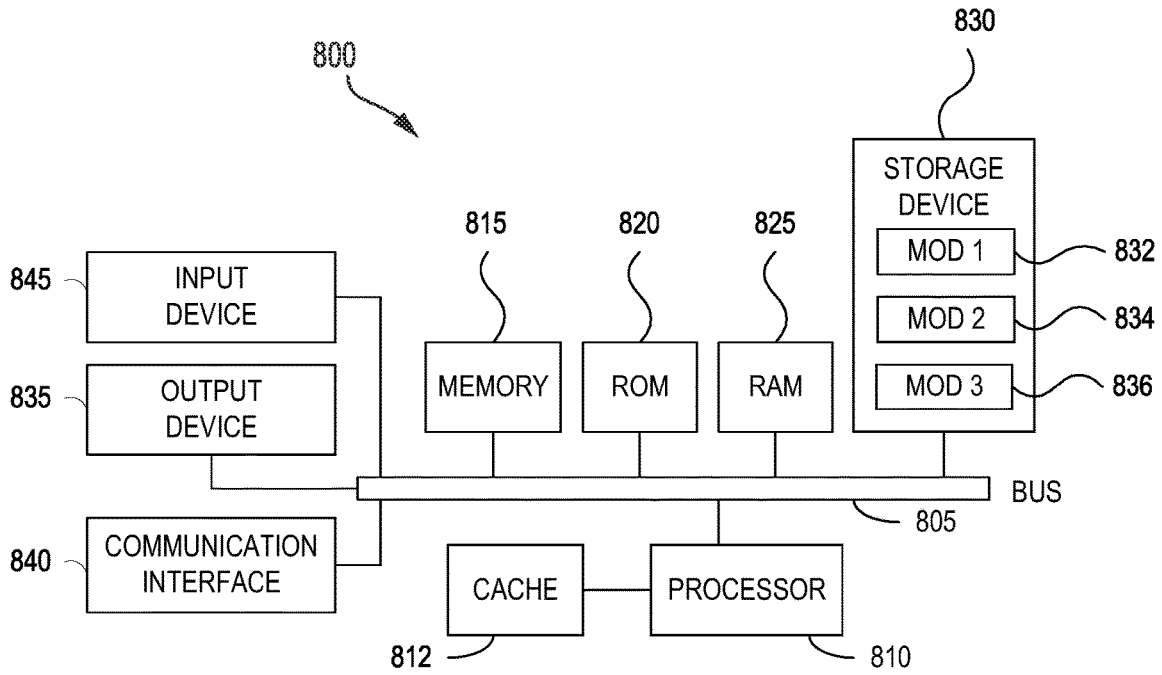 830
800
STORAGE
DEVICE
815
820
825
MOD 1
832
845
INPUT
DEVICE
MOD 2
834
MEMORY
ROM
RAM
MOD 3
836
835
OUTPUT
DEVICE
BUS
805
840
COMMUNICATION
INTERFACE
CACHE
PROCESSOR
812
810